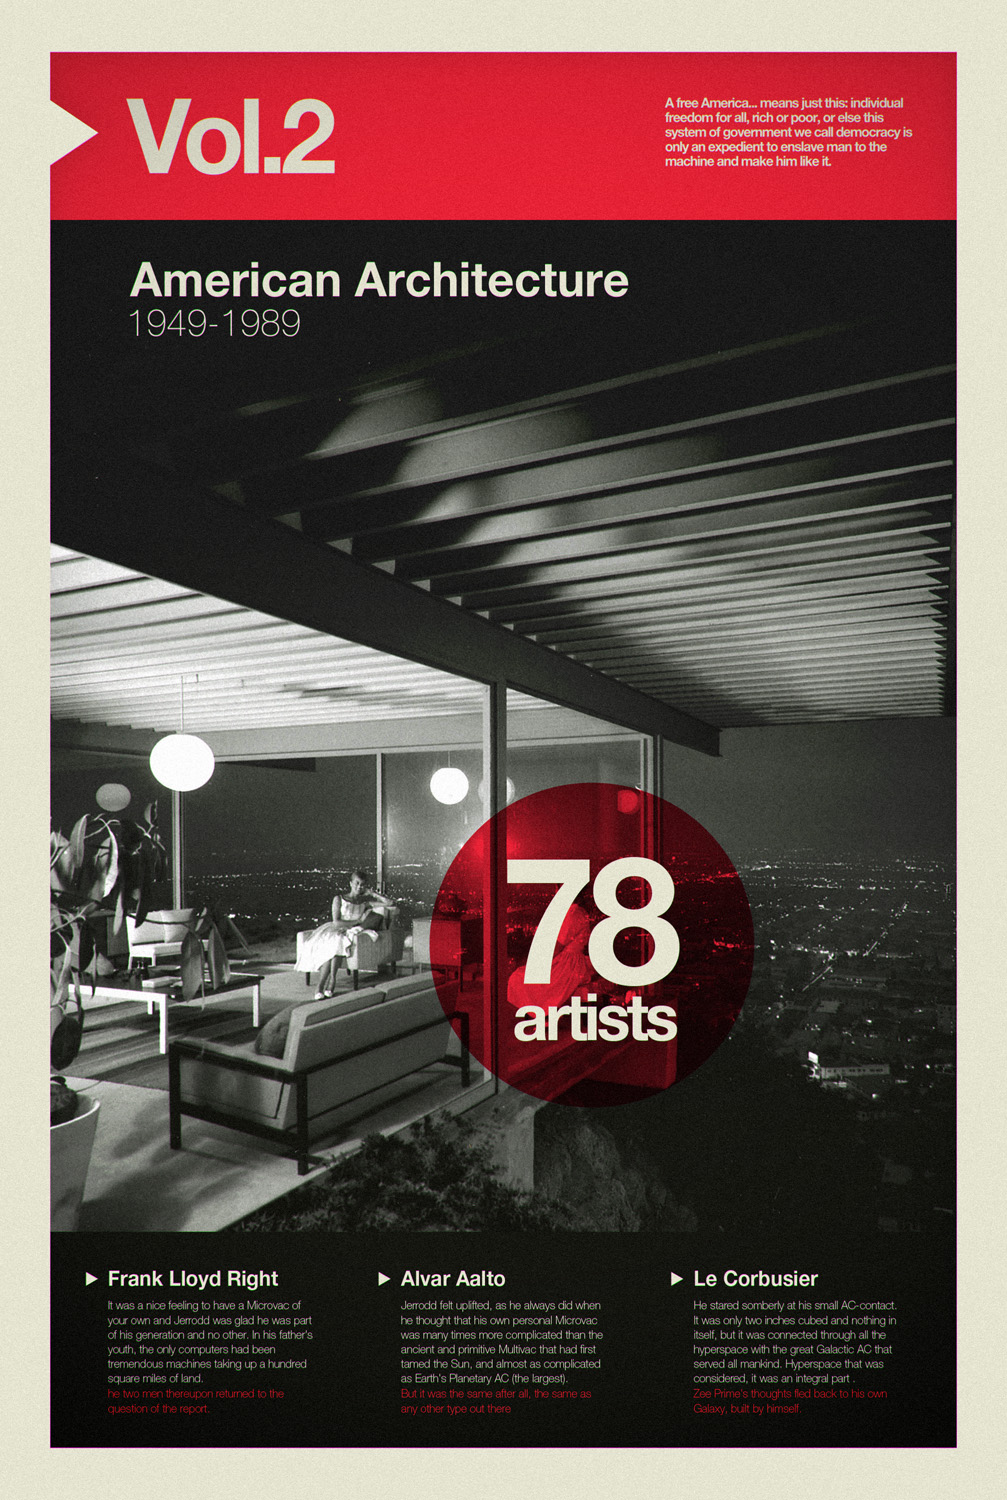 Vol.2
A free America... means just this: individual
freedom for all, rich or poor, or else this
system of government we call democracy is
only an expedient to enslave man to the
machine and make him like it.
American Architecture
1949-1989
78
artists
Frank Lloyd Right
It was a nice feeling to have a Microvac of
your own and Jerrodd was glad he was part
of his generation and no other. In his father's
youth, the only computers had been
tremendous machines taking up a hundred
square miles of land.
he two men thereupon returned to the
question of the report.
Alvar Aalto
Jerrodd felt uplifted, as he always did when
he thought that his own personal Microvac
was many times more complicated than the
ancient and primitive Multivac that had first
tamed the Sun, and almost as complicated
as Earth's Planetary AC (the largest).
But it was the same after all, the same as
any other type out there
Le Corbusier
He stared somberly at his small AC-contact.
It was only two inches cubed and nothing in
itself, but it was connected through all the
hyperspace with the great Galactic AC that
served all mankind. Hyperspace that was
considered, it was an integral part .
Zee Prime's thoughts fled back to his own
Galaxy, built by himself.